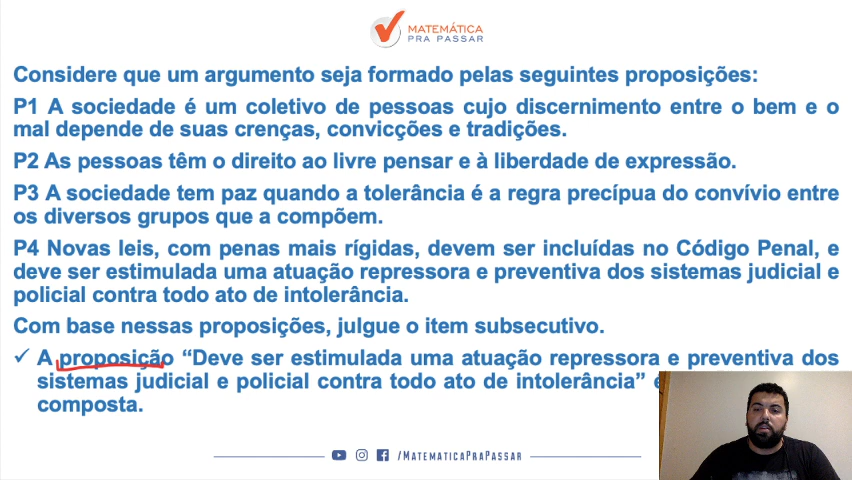 MATEMÁTICA
PRA PASSAR
Considere que um argumento seja formado pelas seguintes proposições:
P1 A sociedade é um coletivo de pessoas cujo discernimento entre o bem e o
mal depende de suas crenças, convicções e tradições.
P2 As pessoas têm o direito ao livre pensar e à liberdade de expressão.
P3 A sociedade tem paz quando a tolerância é a regra precípua do convívio entre
os diversos grupos que a compõem.
P4 Novas leis, com penas mais rígidas, devem ser incluídas no Código Penal, e
deve ser estimulada uma atuação repressora e preventiva dos sistemas judicial e
policial contra todo ato de intolerância.
Com base nessas proposições, julgue o item subsecutivo.
✓ A proposição “Deve ser estimulada uma atuação repressora e preventiva dos
sistemas judicial e policial contra todo ato de intolerância”
composta.
/MATEMATICAPRAPASSAR